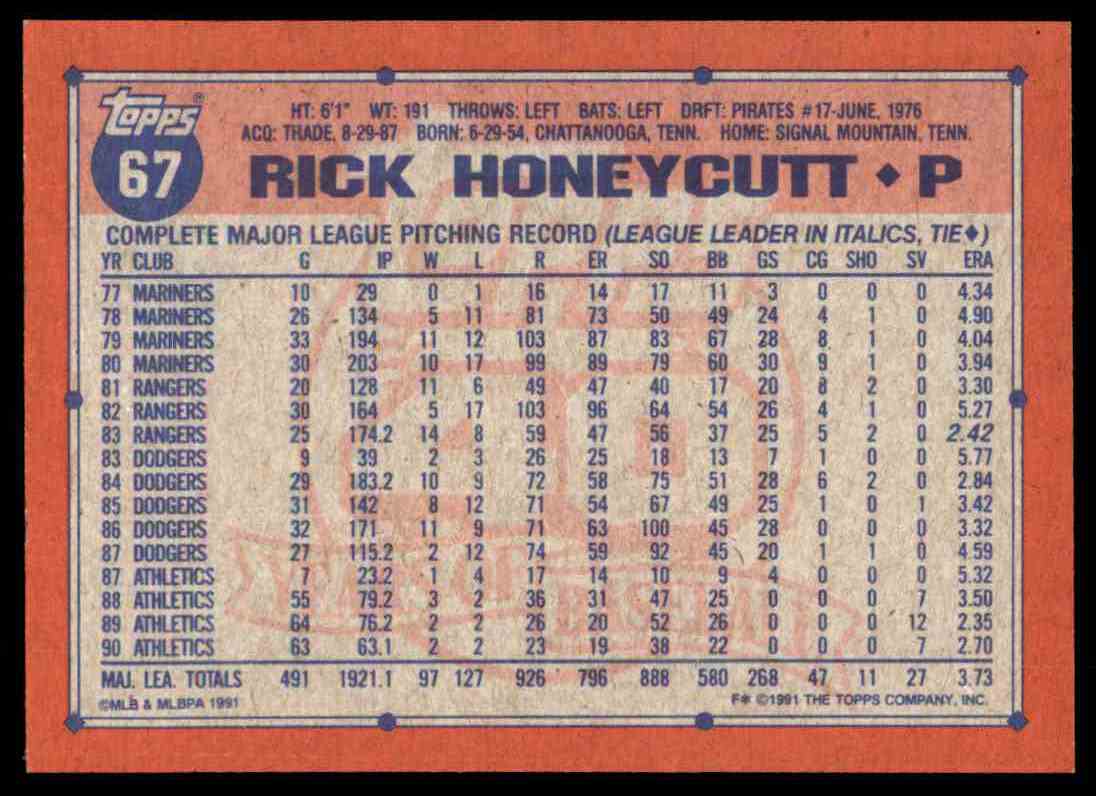 Topps®
67
HT: 6'1" WT: 191 THROWS: LEFT BATS: LEFT DRFT: PIRATES #17-JUNE, 1976
ACQ: TRADE, 8-29-87 BORN: 6-29-54, CHATTANOOGA, TENN. HOME: SIGNAL MOUNTAIN, TENN.
RICK HONEYCUTT ♦ P
COMPLETE MAJOR LEAGUE PITCHING RECORD (LEAGUE LEADER IN ITALICS, TIE♦)
YR CLUB G IP W L R ER SO BB GS CG SHO SV ERA
77 MARINERS 10 29 0 1 16 14 17 11 3 0 0 0 4.34
78 MARINERS 26 134 5 11 81 73 50 49 24 4 1 0 4.90
79 MARINERS 33 194 11 12 103 87 83 67 28 8 1 0 4.04
80 MARINERS 30 203 10 17 99 89 79 60 30 9 1 0 3.94
81 RANGERS 20 128 11 6 49 47 40 17 20 8 2 0 3.30
82 RANGERS 30 164 5 17 103 96 64 54 26 4 1 0 5.27
83 RANGERS 25 174.2 14 8 59 47 56 37 25 5 2 0 2.42
83 DODGERS 9 39 2 3 26 25 18 13 7 1 0 0 5.77
84 DODGERS 29 183.2 10 9 72 58 75 51 28 6 2 0 2.84
85 DODGERS 31 142 8 12 71 54 67 49 25 1 0 1 3.42
86 DODGERS 32 171 11 9 71 63 100 45 28 0 0 0 3.32
87 DODGERS 27 115.2 2 12 74 59 92 45 20 1 1 0 4.59
87 ATHLETICS 7 23.2 1 4 17 14 10 9 4 0 0 0 5.32
88 ATHLETICS 55 79.2 3 2 36 31 47 25 0 0 0 7 3.50
89 ATHLETICS 64 76.2 2 2 26 20 52 26 0 0 0 12 2.35
90 ATHLETICS 63 63.1 2 2 23 19 38 22 0 0 0 7 2.70
MAJ. LEA. TOTALS 491 1921.1 97 127 926 796 888 580 268 47 11 27 3.73
©MLB & MLBPA 1991 F* ©1991 THE TOPPS COMPANY, INC.